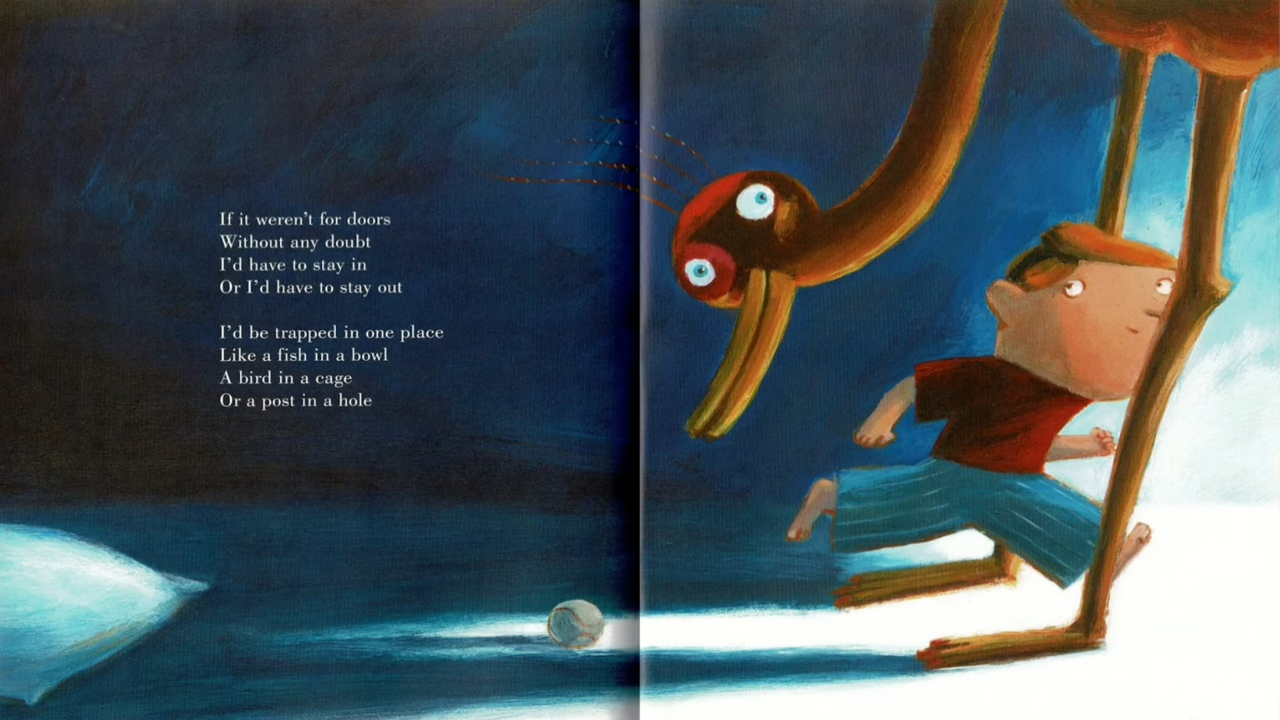 If it weren't for doors
Without any doubt
I'd have to stay in
Or I'd have to stay out
I'd be trapped in one place
Like a fish in a bowl
A bird in a cage
Or a post in a hole